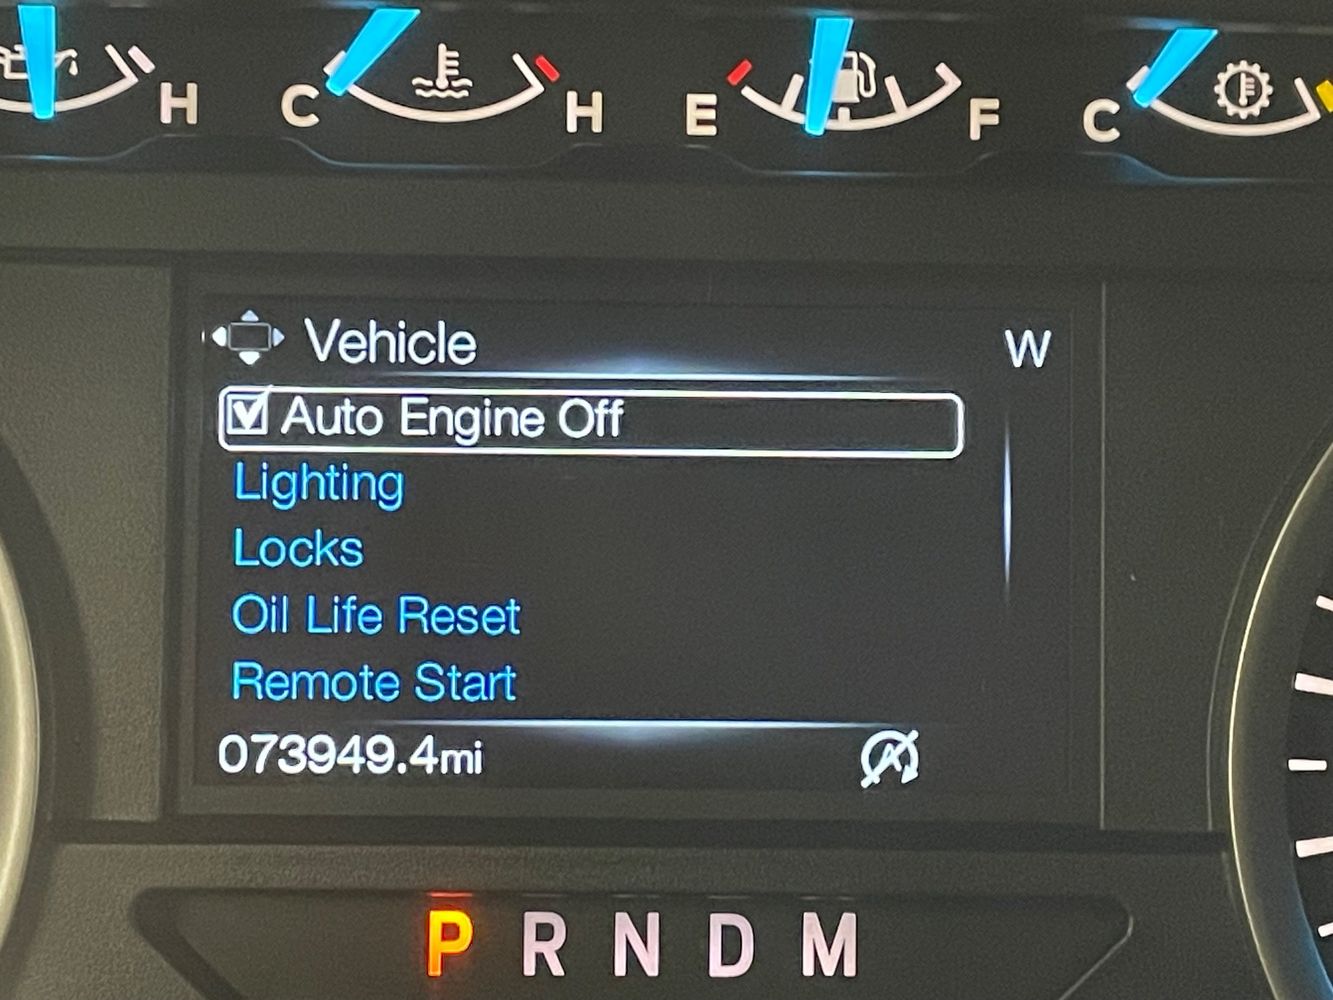 H C H E F C
Vehicle W
Auto Engine Off
Lighting
Locks
Oil Life Reset
Remote Start
073949.4mi A
P R N D M